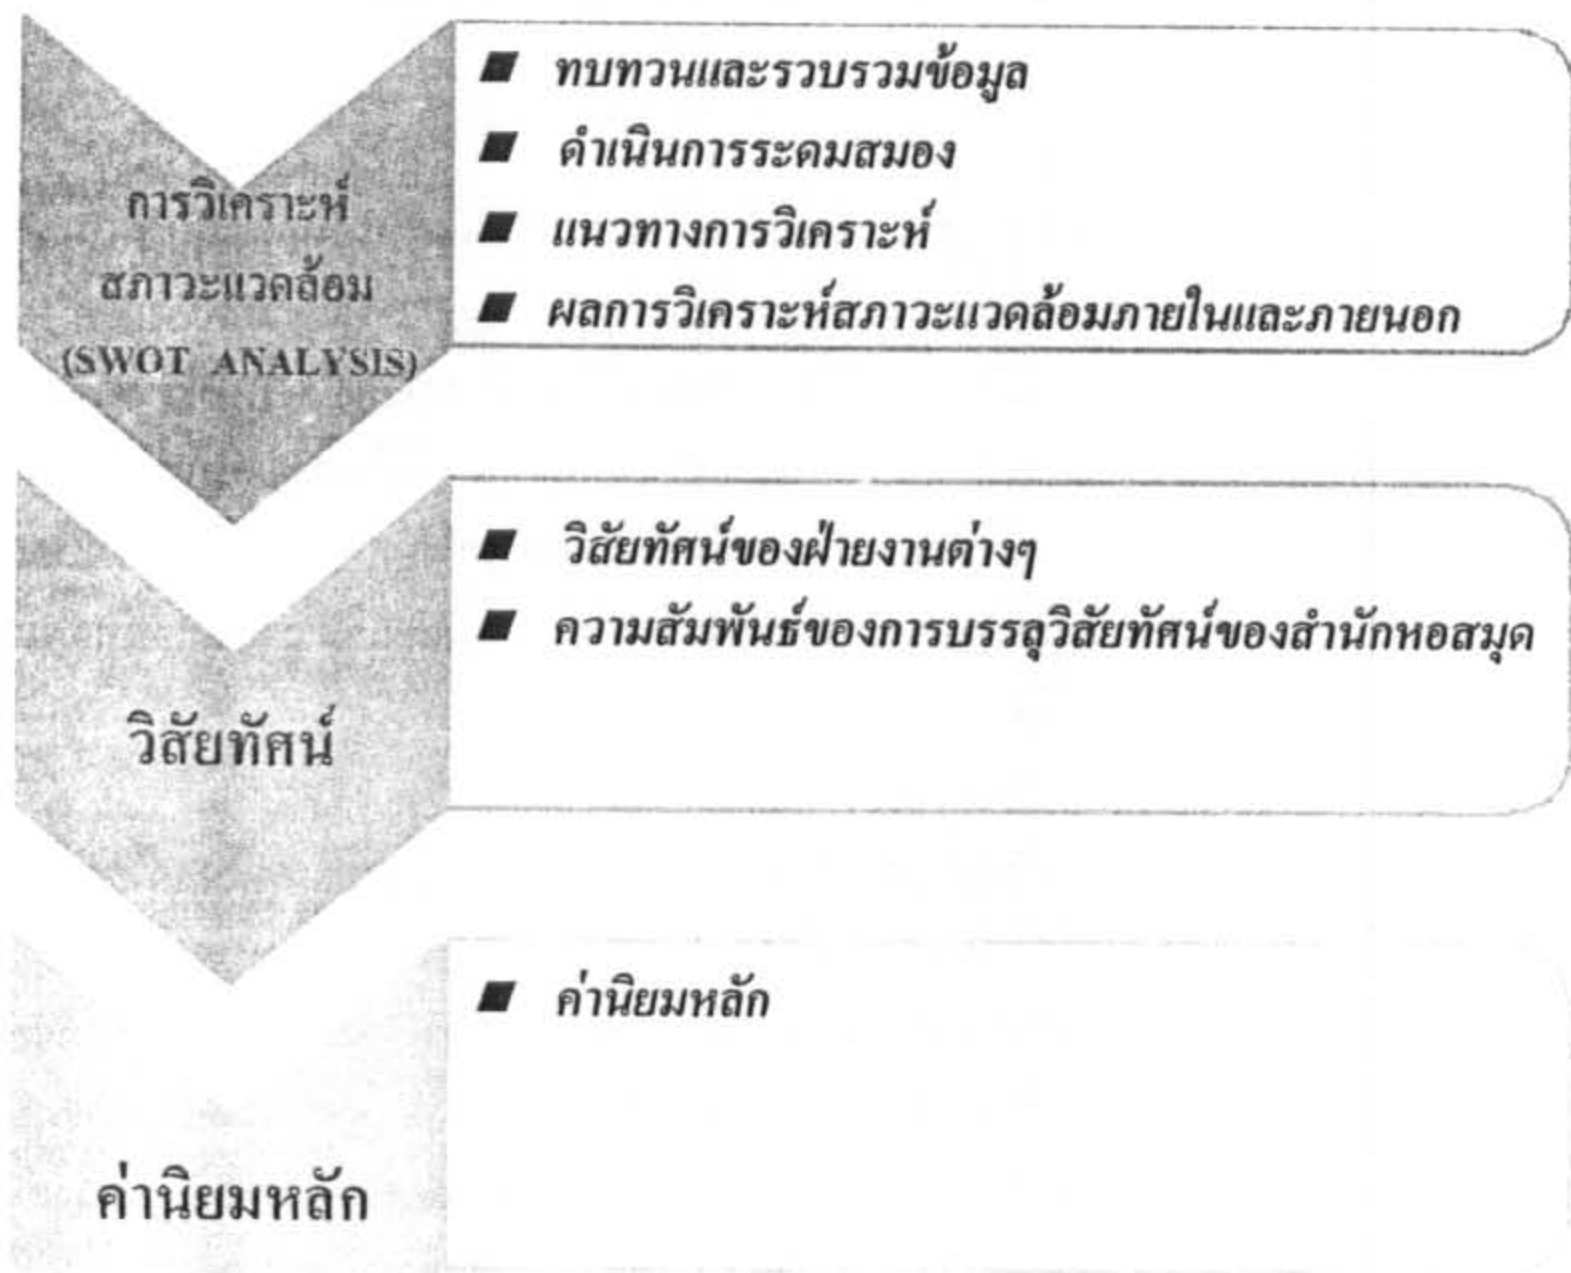 การวิเคราะห์
สภาวะแวดล้อม
(SWOT ANALYSIS)
■ ทบทวนและรวบรวมข้อมูล
■ ดำเนินการระดมสมอง
■ แนวทางการวิเคราะห์
■ ผลการวิเคราะห์สภาวะแวดล้อมภายในและภายนอก
วิสัยทัศน์
■ วิสัยทัศน์ของฝ่ายงานต่างๆ
■ ความสัมพันธ์ของการบรรลุวิสัยทัศน์ของสำนักหอสมุด
ค่านิยมหลัก
■ ค่านิยมหลัก